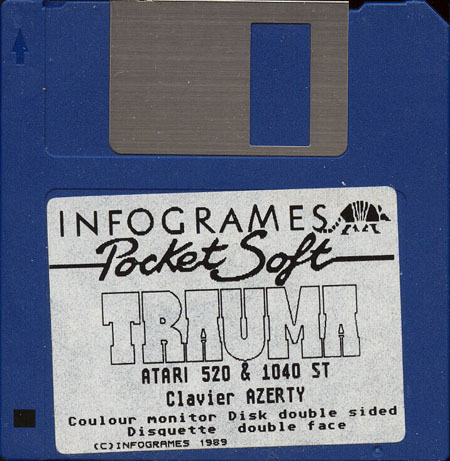 INFOGRAMES
Pocket Soft
TRAUMA
ATARI 520 & 1040 ST
Clavier AZERTY
Coulour monitor Disk double sided
Disquette double face
(C)INFOGRAMES 1989